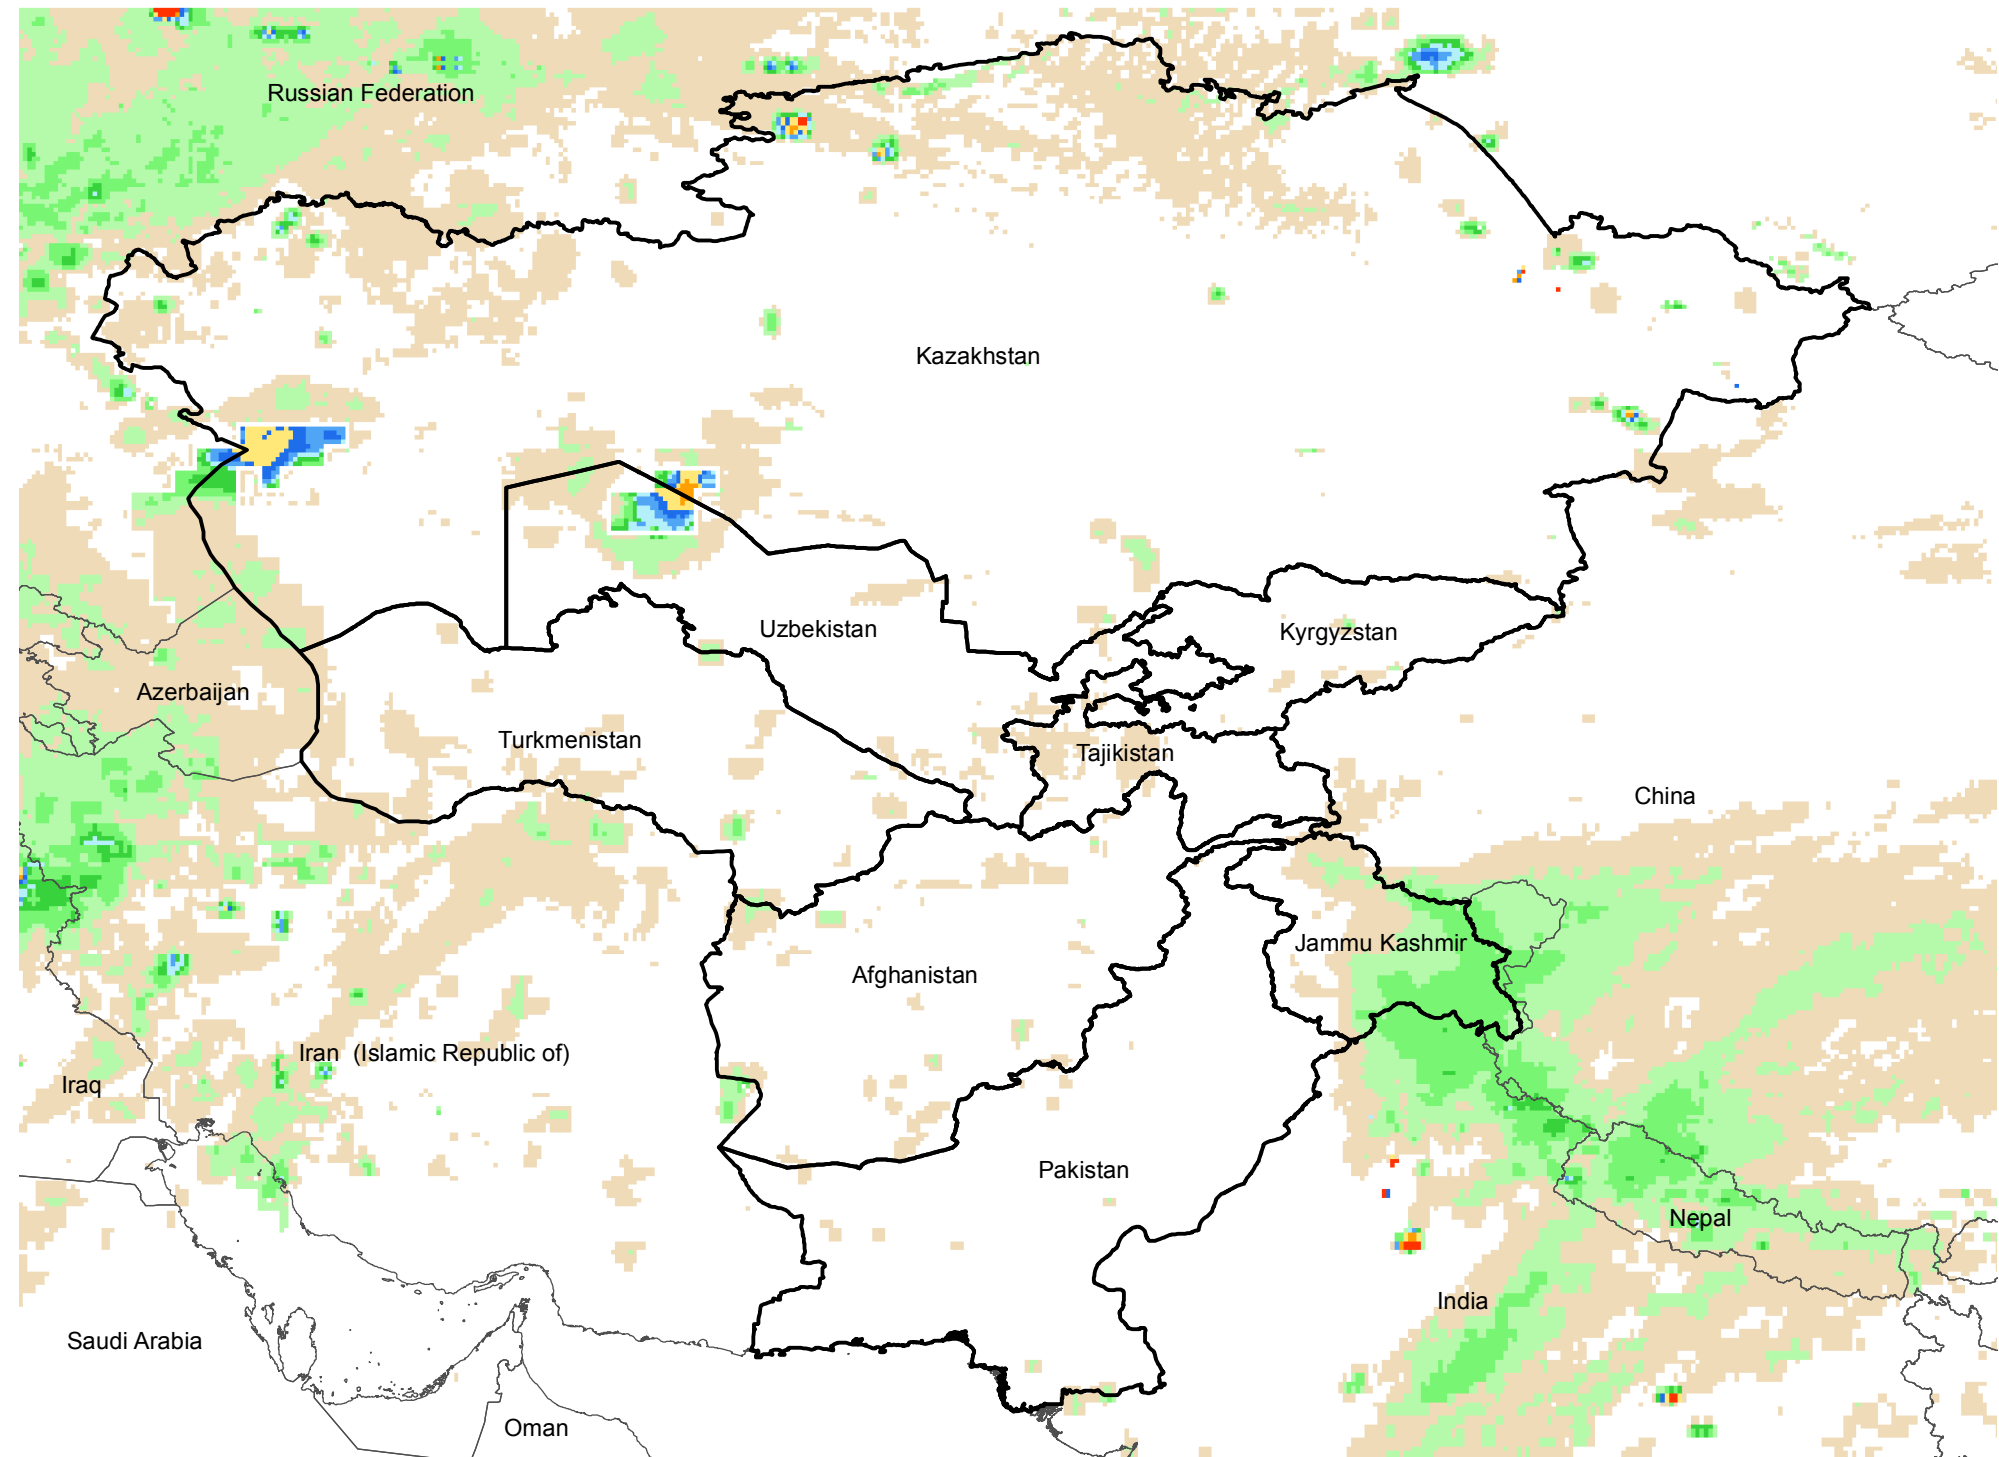 Russian Federation
Kazakhstan
Uzbekistan
Kyrgyzstan
Azerbaijan
Turkmenistan
Tajikistan
China
Jammu Kashmir
Afghanistan
Iran (Islamic Republic of)
Iraq
Pakistan
Nepal
India
Saudi Arabia
Oman